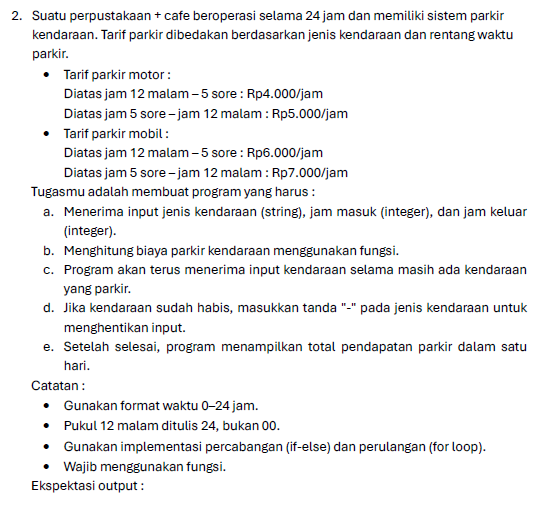 2. Suatu perpustakaan + cafe beroperasi selama 24 jam dan memiliki sistem parkir
kendaraan. Tarif parkir dibedakan berdasarkan jenis kendaraan dan rentang waktu
parkir.
• Tarif parkir motor :
Diatas jam 12 malam – 5 sore : Rp4.000/jam
Diatas jam 5 sore – jam 12 malam : Rp5.000/jam
• Tarif parkir mobil :
Diatas jam 12 malam – 5 sore : Rp6.000/jam
Diatas jam 5 sore – jam 12 malam : Rp7.000/jam
Tugasmu adalah membuat program yang harus :
a. Menerima input jenis kendaraan (string), jam masuk (integer), dan jam keluar
(integer).
b. Menghitung biaya parkir kendaraan menggunakan fungsi.
c. Program akan terus menerima input kendaraan selama masih ada kendaraan
yang parkir.
d. Jika kendaraan sudah habis, masukkan tanda "-" pada jenis kendaraan untuk
menghentikan input.
e. Setelah selesai, program menampilkan total pendapatan parkir dalam satu
hari.
Catatan :
• Gunakan format waktu 0–24 jam.
• Pukul 12 malam ditulis 24, bukan 00.
• Gunakan implementasi percabangan (if-else) dan perulangan (for loop).
• Wajib menggunakan fungsi.
Ekspektasi output :